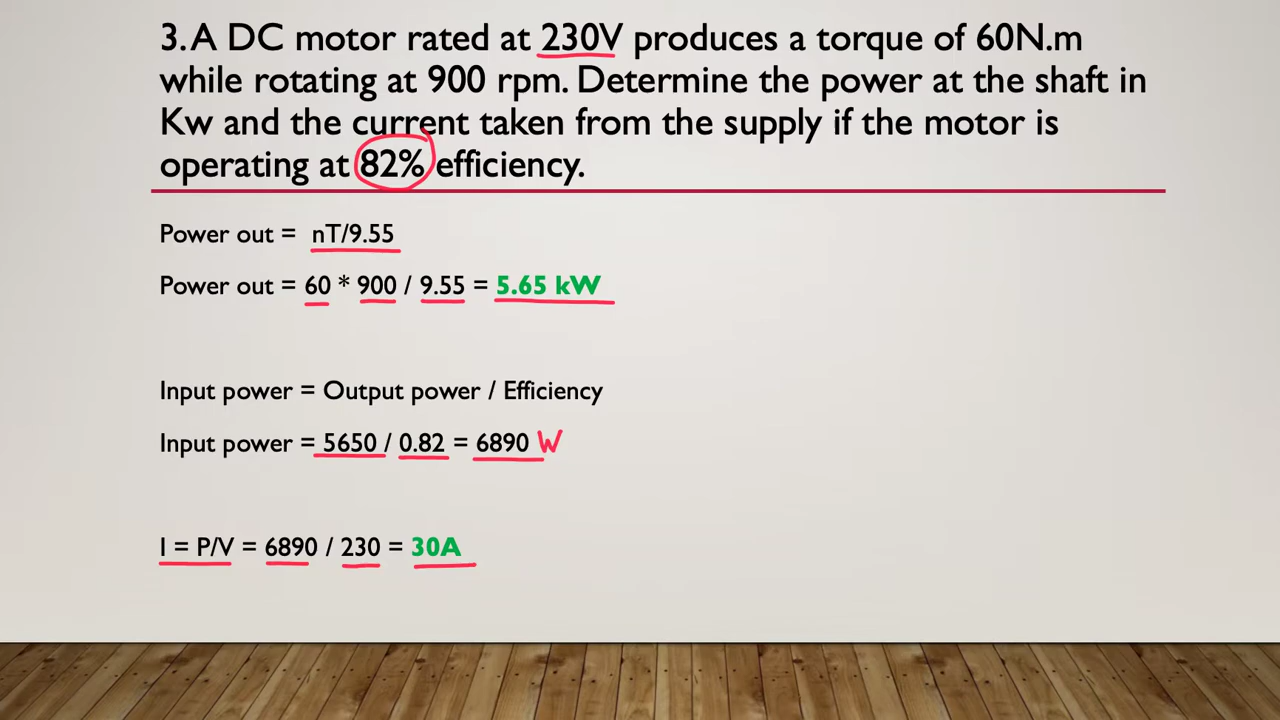 3. A DC motor rated at 230V produces a torque of 60N.m
while rotating at 900 rpm. Determine the power at the shaft in
Kw and the current taken from the supply if the motor is
operating at 82% efficiency.
Power out = nT/9.55
Power out = 60 * 900 / 9.55 = 5.65 kW
Input power = Output power / Efficiency
Input power = 5650 / 0.82 = 6890 W
I = P/V = 6890 / 230 = 30A